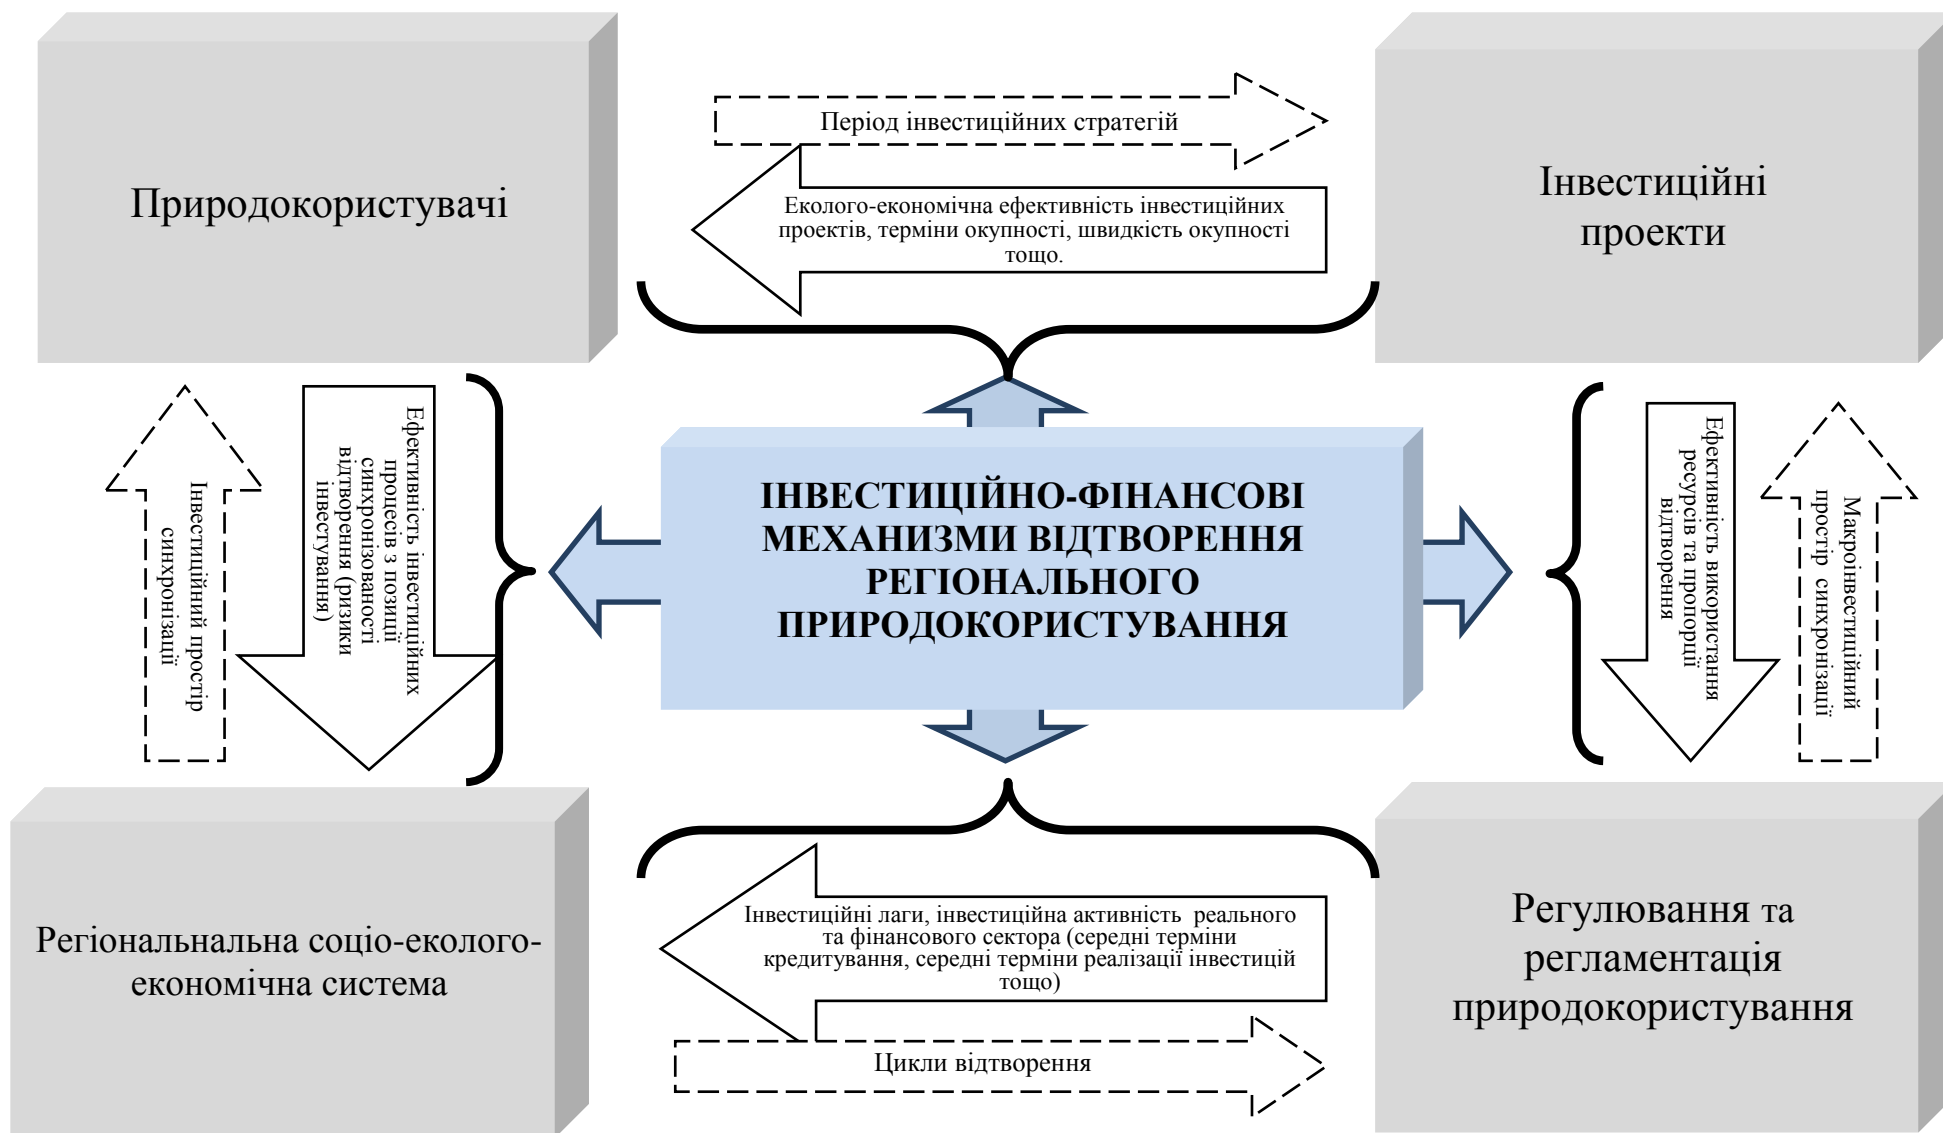 Період інвестиційних стратегій
Природокористувачі
Інвестиційні
проекти
Еколого-економічна ефективність інвестиційних
проектів, терміни окупності, швидкість окупності
тощо.
Інвестиційний простір
синхронізації
Ефективність інвестиційних
процесів з позиції
синхронізованості
відтворення (ризики
інвестування)
ІНВЕСТИЦІЙНО-ФІНАНСОВІ
МЕХАНІЗМИ ВІДТВОРЕННЯ
РЕГІОНАЛЬНОГО
ПРИРОДОКОРИСТУВАННЯ
Ефективність використання
ресурсів та пропорції
відтворення
Макроінвестиційний
простір синхронізації
Регіональнальна соціо-еколого-
економічна система
Інвестиційні лаги, інвестиційна активність реального
та фінансового сектора (середні терміни
кредитування, середні терміни реалізації інвестицій
тощо)
Регулювання та
регламентація
природокористування
Цикли відтворення